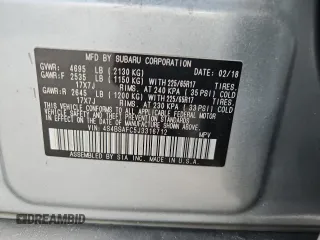 MFD. BY SUBARU CORPORATION DATE 02/18
GVWR: 4695 LB (2130 KG)
GAWR:F 2535 LB (1150 KG) WITH 225/65R17 TIRES
17X7J RIMS AT 240 KPA (35 PSI) COLD
GAWR:R 2645 LB (1200 KG) WITH 225/65R17 TIRES
17X7J RIMS AT 230 KPA (33 PSI) COLD
THIS VEHICLE CONFORMS TO ALL APPLICABLE FEDERAL MOTOR
VEHICLE SAFETY AND THEFT PREVENTION STANDARDS
IN EFFECT ON THE DATE OF MANUFACTURE SHOWN ABOVE.
VIN: 4S4BSAFC5J3316712 MPV
ASSEMBLED BY SIA INC. MADE IN U.S.A.
DREAMBID